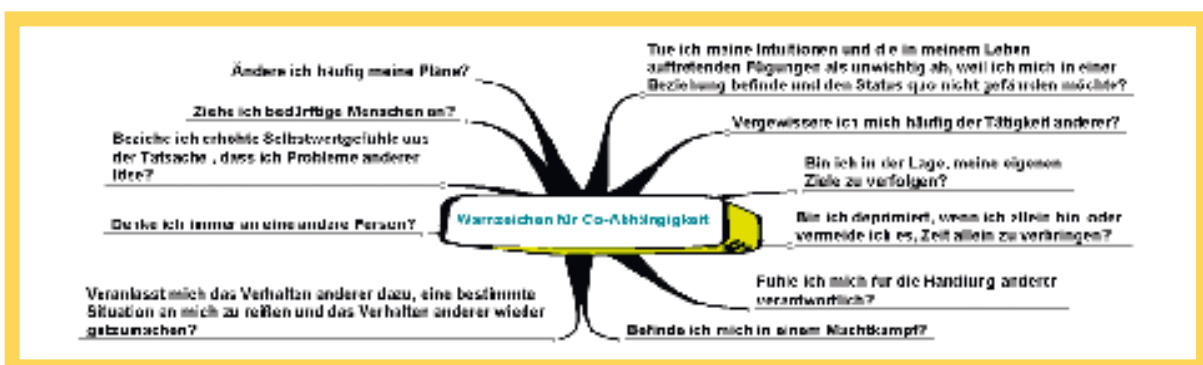 Tue ich meine Intuitionen und die in meinem Leben
auftretenden Fügungen als unwichtig ab, weil ich mich in einer
Beziehung befinde und den Status quo nicht gefährden möchte?
Vergewissere ich mich häufig der Tätigkeit anderer?
Bin ich in der Lage, meine eigenen
Ziele zu verfolgen?
Bin ich deprimiert, wenn ich allein bin oder
vermeide ich es, Zeit allein zu verbringen?
Fühle ich mich für die Handlung anderer
verantwortlich?
Befinde ich mich in einem Machtkampf?
Veranlasst mich das Verhalten anderer dazu, eine bestimmte
Situation an mich zu reißen und das Verhalten anderer wieder
gutzumachen?
Denke ich immer an eine andere Person?
Beziehe ich erhöhte Selbstwertgefühle aus
der Tatsache, dass ich Probleme anderer
löse?
Ziehe ich bedürftige Menschen an?
Ändere ich häufig meine Pläne?
Warnzeichen für Co-Abhängigkeit